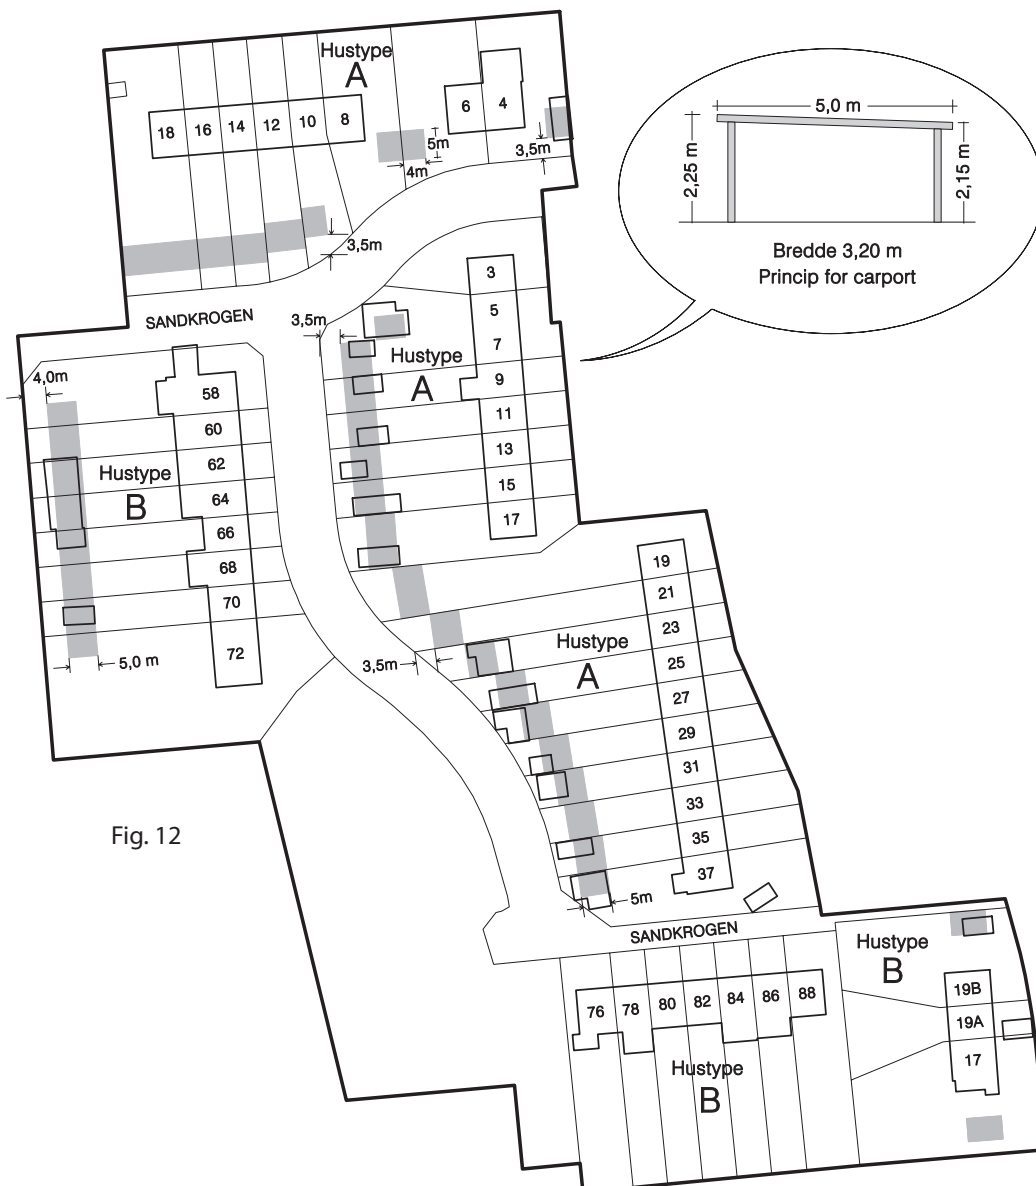 Hustype
A
18
16
14
12
10
8
6
4
5m
4m
3,5m
3,5m
5,0 m
2,25 m
2,15 m
Bredde 3,20 m
Princip for carport
SANDKROGEN
3,5m
3
5
7
9
11
13
15
17
Hustype
A
4,0m
58
60
62
64
66
68
70
72
Hustype
B
5,0 m
3,5m
19
21
23
25
27
29
31
33
35
37
Hustype
A
5m
Fig. 12
SANDKROGEN
76
78
80
82
84
86
88
Hustype
B
Hustype
B
19B
19A
17